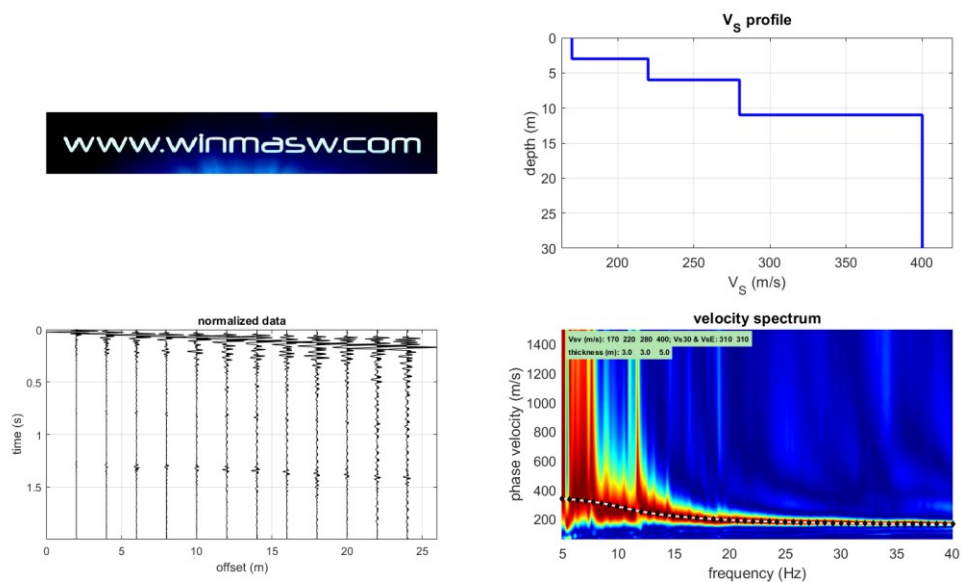 www.winmasw.com
V_S profile
0
5
10
15
20
25
30
depth (m)
200 250 300 350 400
V_S (m/s)
normalized data
0
0.5
1
1.5
time (s)
0 5 10 15 20 25
offset (m)
velocity spectrum
Vsv (m/s): 170 220 280 400; Vs30 & VsE: 310 310
thickness (m): 3.0 3.0 5.0
1400
1200
1000
800
600
400
200
phase velocity (m/s)
5 10 15 20 25 30 35 40
frequency (Hz)